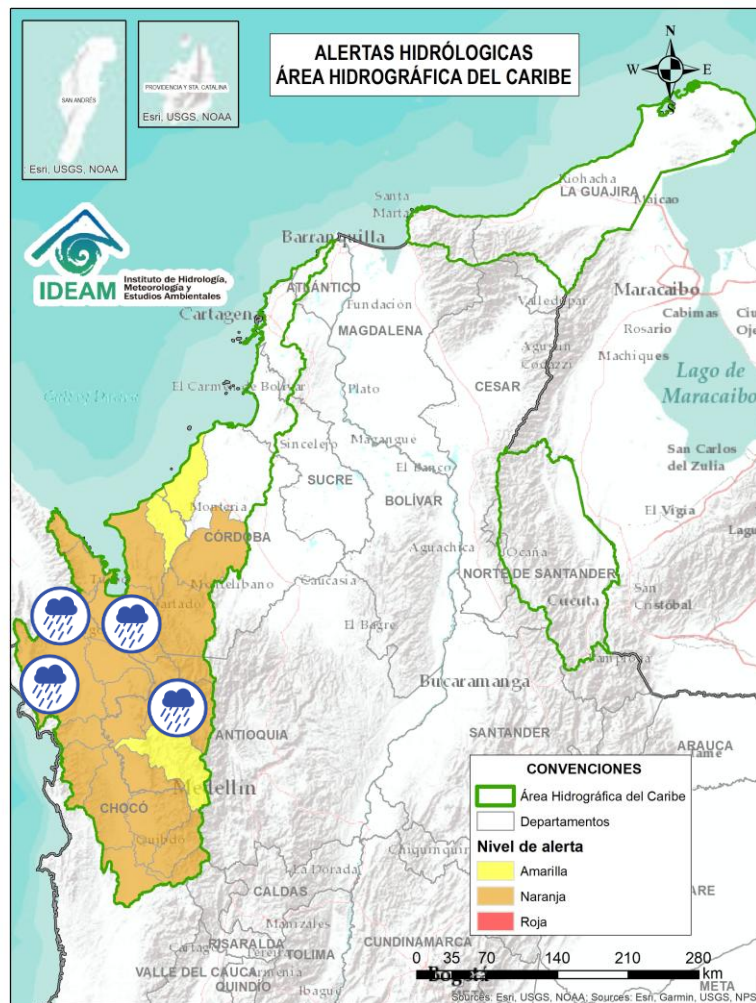 ALERTAS HIDRÓLOGICAS
ÁREA HIDROGRÁFICA DEL CARIBE
SAN ANDRÉS
: Esri, USGS, NOAA
PROVIDENCIA Y STA. CATALINA
Esri, USGS, NOAA
N
W
E
S
IDEAM
Instituto de Hidrología,
Meteorología y
Estudios Ambientales
Riohacha
LA GUAJIRA
Maicao
Santa
Marta
Barranquilla
ATLÁNTICO
Fundación
Valledupar
Maracaibo
Cartagena
MAGDALENA
Rosario
Cabimas
Agustín
Codazzi
Machiques
CESAR
Lago de
Maracaibo
El Carmen de Bolívar
Plato
Sincelejo
Magangue
SUCRE
El Banco
San Carlos
del Zulia
BOLÍVAR
Montería
El Vigía
CÓRDOBA
Aguachica
Ocaña
NORTE DE SANTANDER
Montelibano
Caucasia
San
Cristóbal
Cucuta
El Bagre
Pamplona
Bucaramanga
ANTIOQUIA
SANTANDER
ARAUCA
Medellín
CHOCÓ
Quibdó
La Dorada
CALDAS
Manizales
RISARALDA
TOLIMA
CUNDINAMARCA
VALLE DEL CAUCA
Armenia
QUINDÍO
Ibagué
Bogotá
META
CONVENCIONES
Área Hidrográfica del Caribe
Departamentos
Nivel de alerta
Amarilla
Naranja
Roja
0 35 70 140 210 280
km
Sources: Esri, USGS, NOAA; Sources: Esri, Garmin, USGS, NP